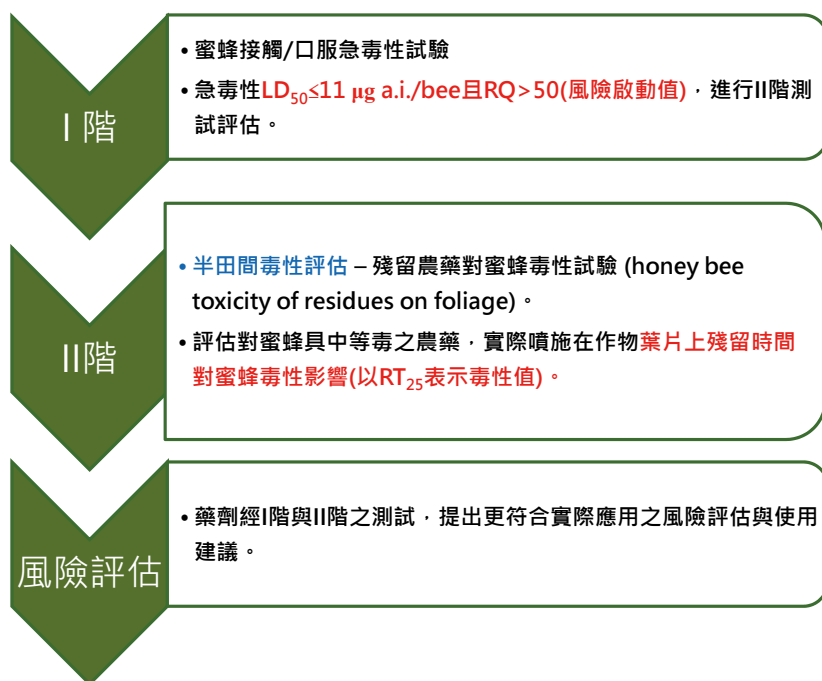 I 階
• 蜜蜂接觸/口服急毒性試驗
• 急毒性LD50≤11 μg a.i./bee且RQ>50(風險啟動值)，進行II階測
試評估。
II階
• 半田間毒性評估 – 殘留農藥對蜜蜂毒性試驗 (honey bee
toxicity of residues on foliage)。
• 評估對蜜蜂具中等毒之農藥，實際噴施在作物葉片上殘留時間
對蜜蜂毒性影響(以RT25表示毒性值)。
風險評估
• 藥劑經I階與II階之測試，提出更符合實際應用之風險評估與使用
建議。